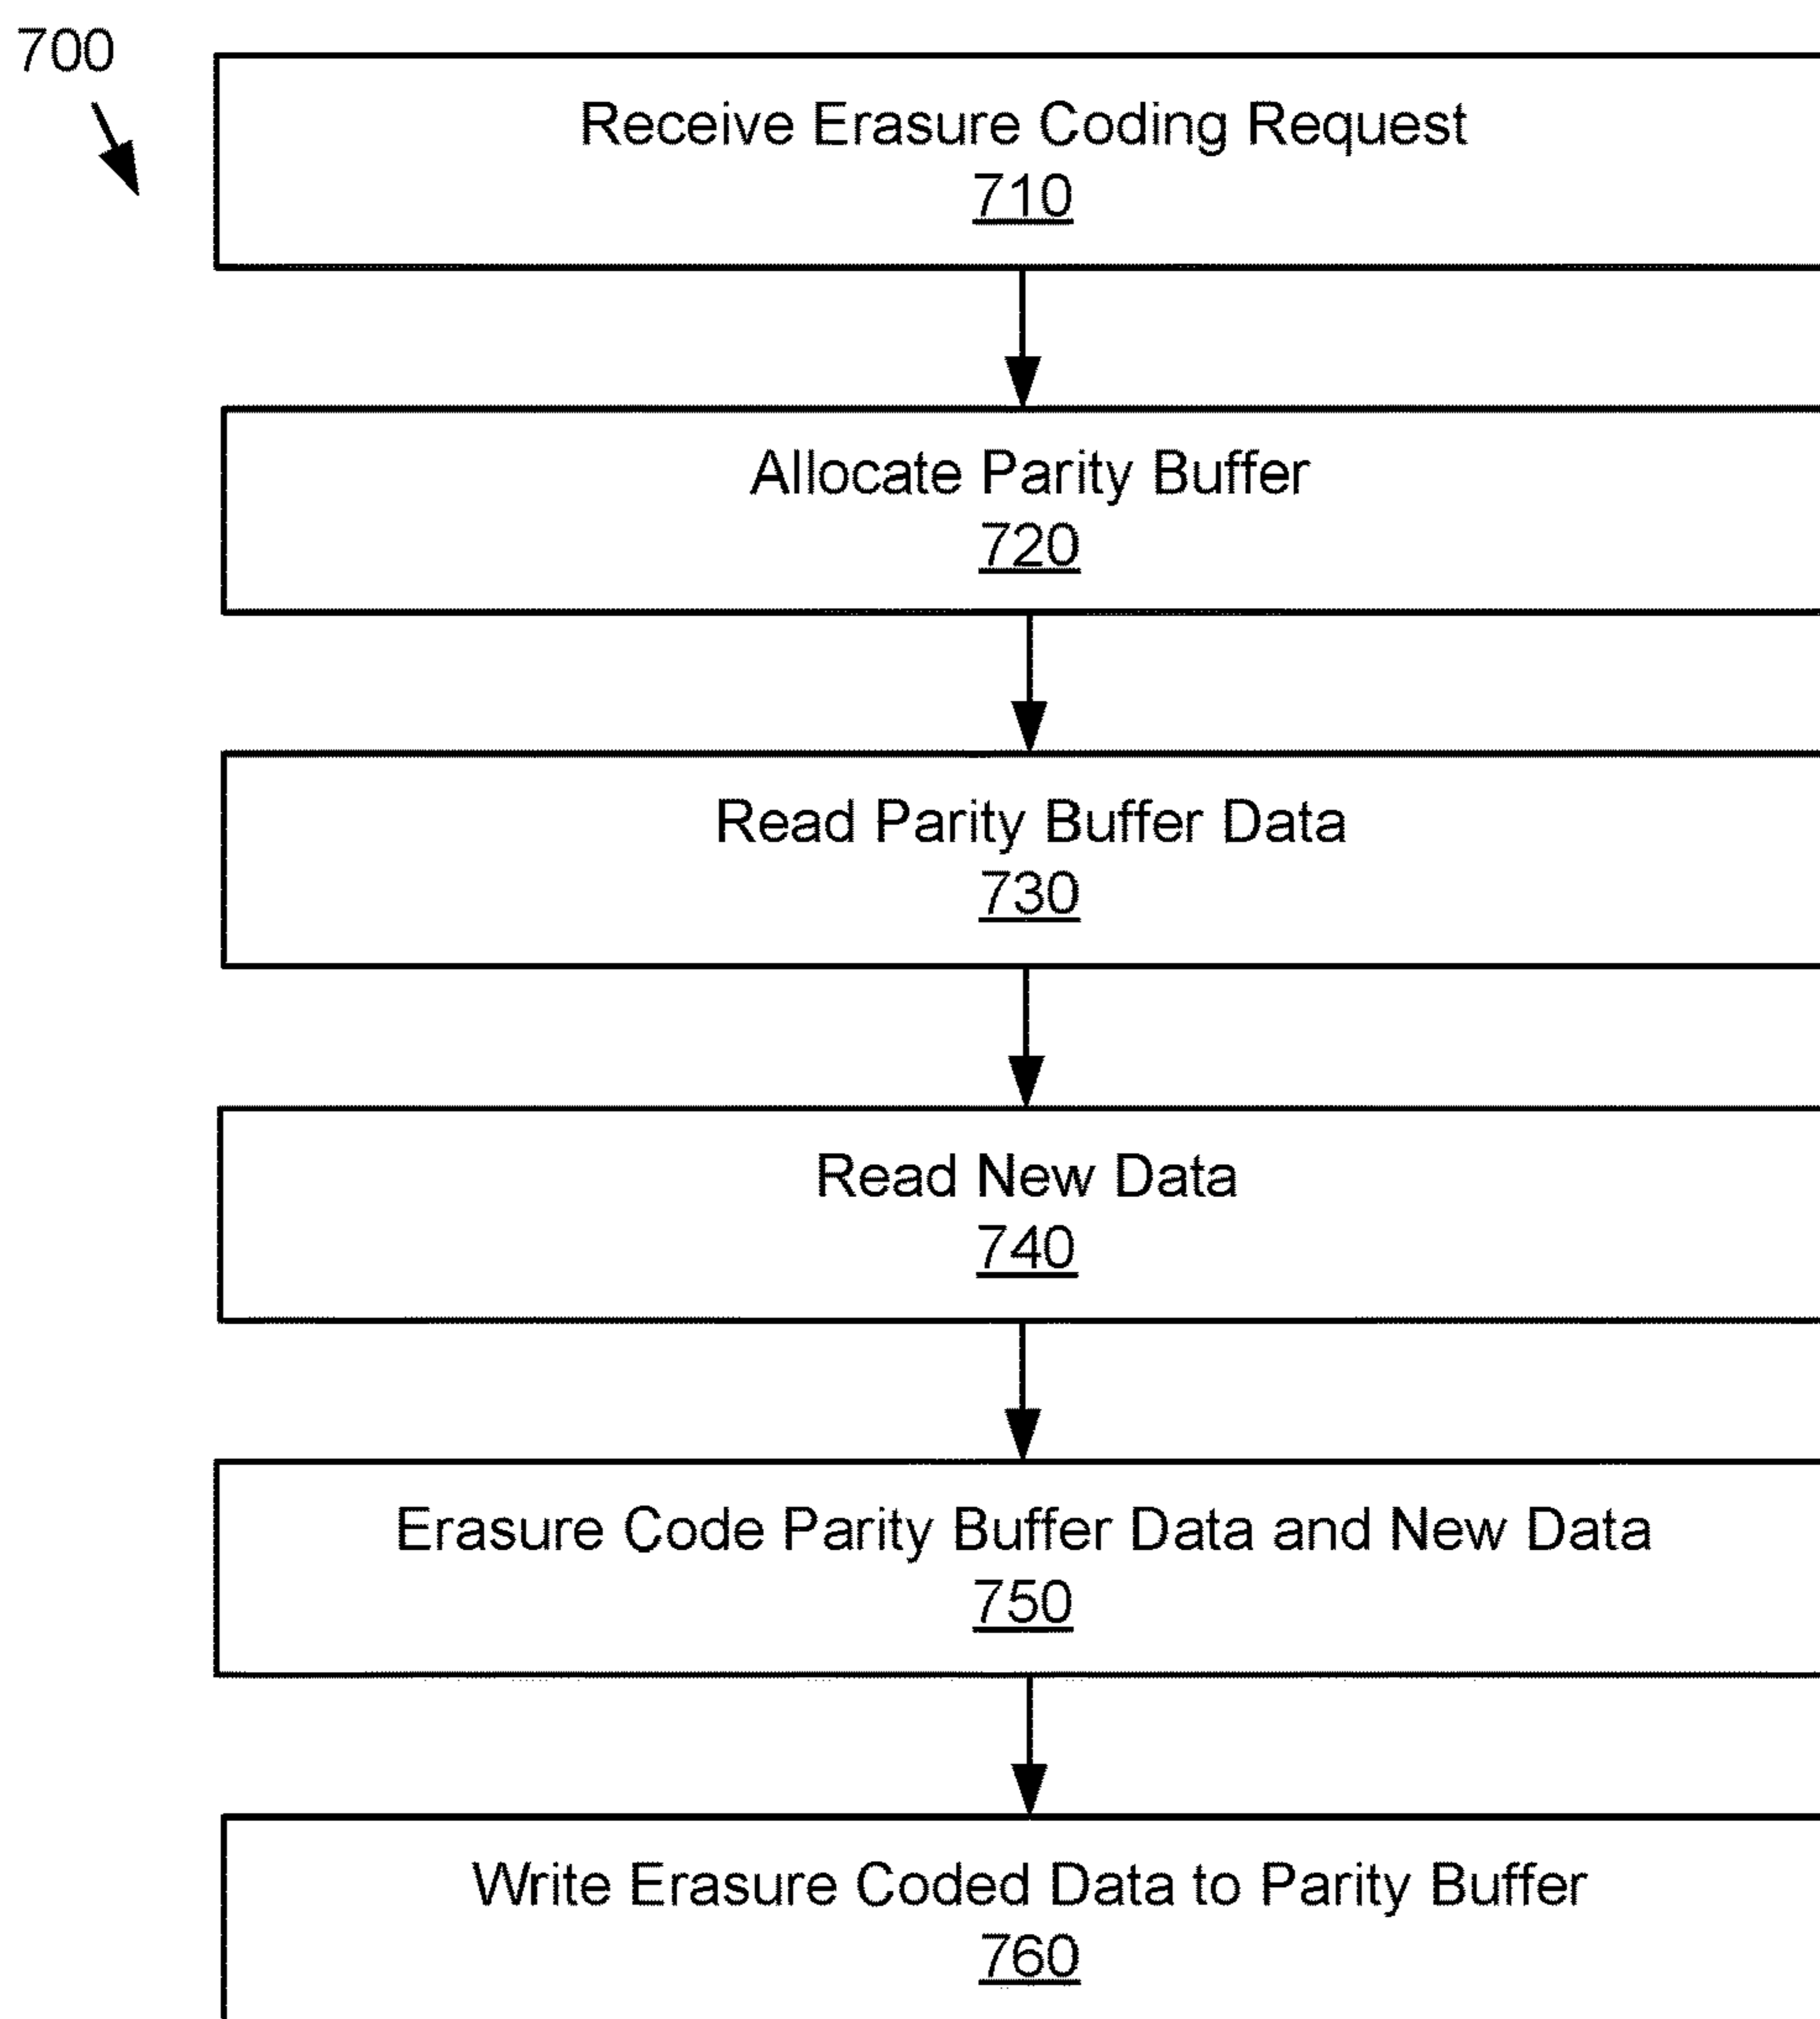 700
Receive Erasure Coding Request
710
Allocate Parity Buffer
720
Read Parity Buffer Data
730
Read New Data
740
Erasure Code Parity Buffer Data and New Data
750
Write Erasure Coded Data to Parity Buffer
760